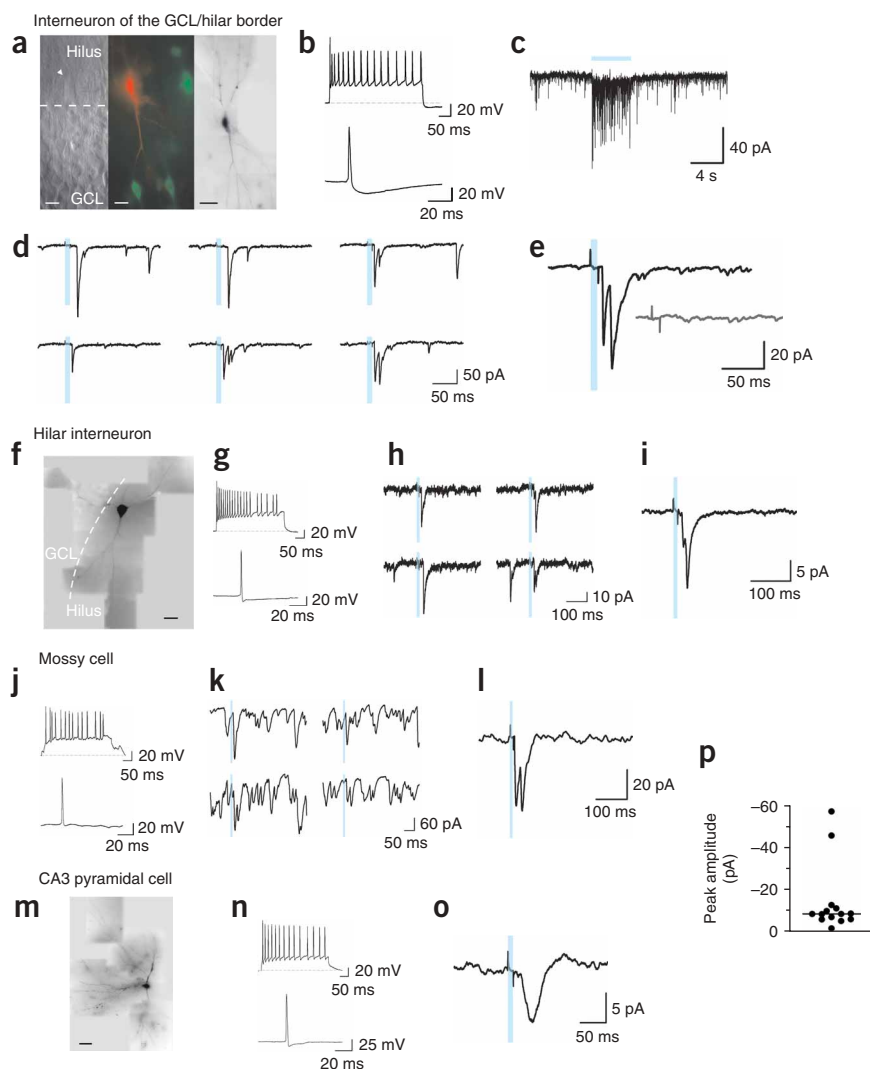 Interneuron of the GCL/hilar border
a
Hilus
GCL
b
20 mV
50 ms
20 mV
20 ms
c
40 pA
4 s
d
50 pA
50 ms
e
20 pA
50 ms
Hilar interneuron
f
GCL
Hilus
g
20 mV
50 ms
20 mV
20 ms
h
10 pA
100 ms
i
5 pA
100 ms
Mossy cell
j
20 mV
50 ms
20 mV
20 ms
k
60 pA
50 ms
l
20 pA
100 ms
p
Peak amplitude
(pA)
–60
–40
–20
0
CA3 pyramidal cell
m
n
20 mV
50 ms
25 mV
20 ms
o
5 pA
50 ms